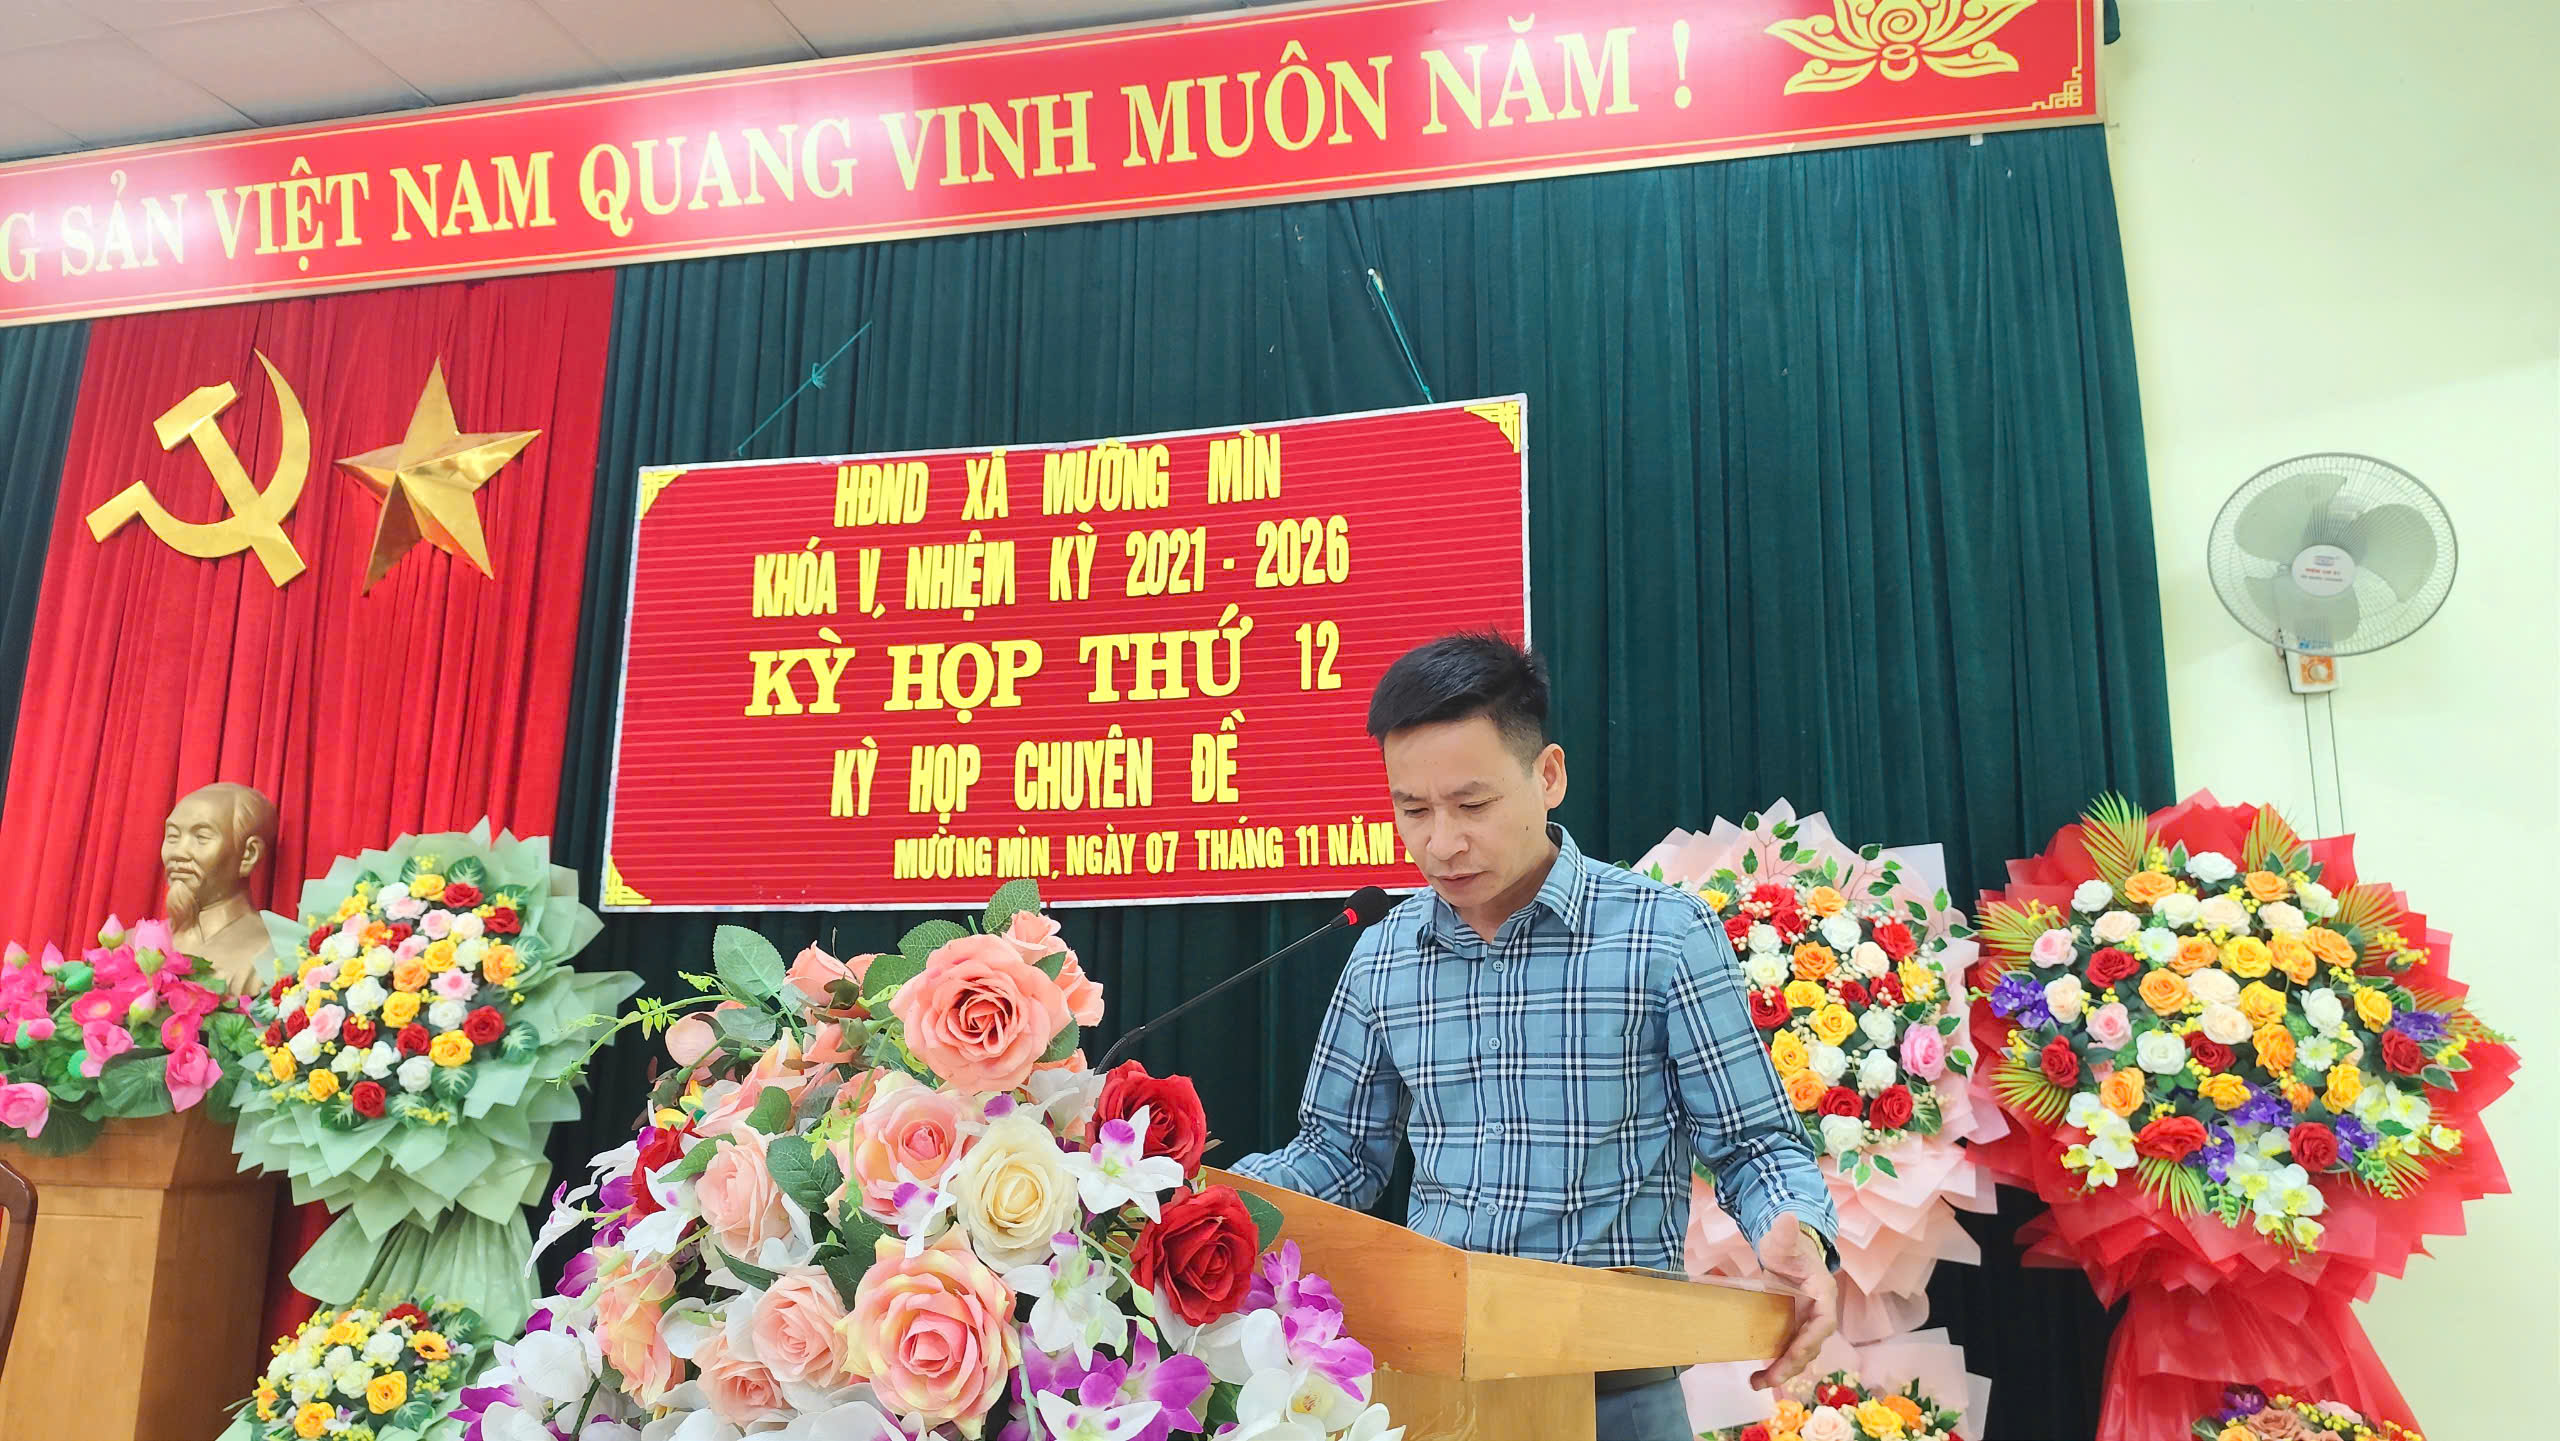 SẢN VIỆT NAM QUANG VINH MUÔN NĂM !
HĐND XÃ MƯỜNG MÌN
KHÓA V, NHIỆM KỲ 2021 - 2026
KỲ HỌP THỨ 12
KỲ HỌP CHUYÊN ĐỀ
MƯỜNG MÌN, NGÀY 07 THÁNG 11 NĂM